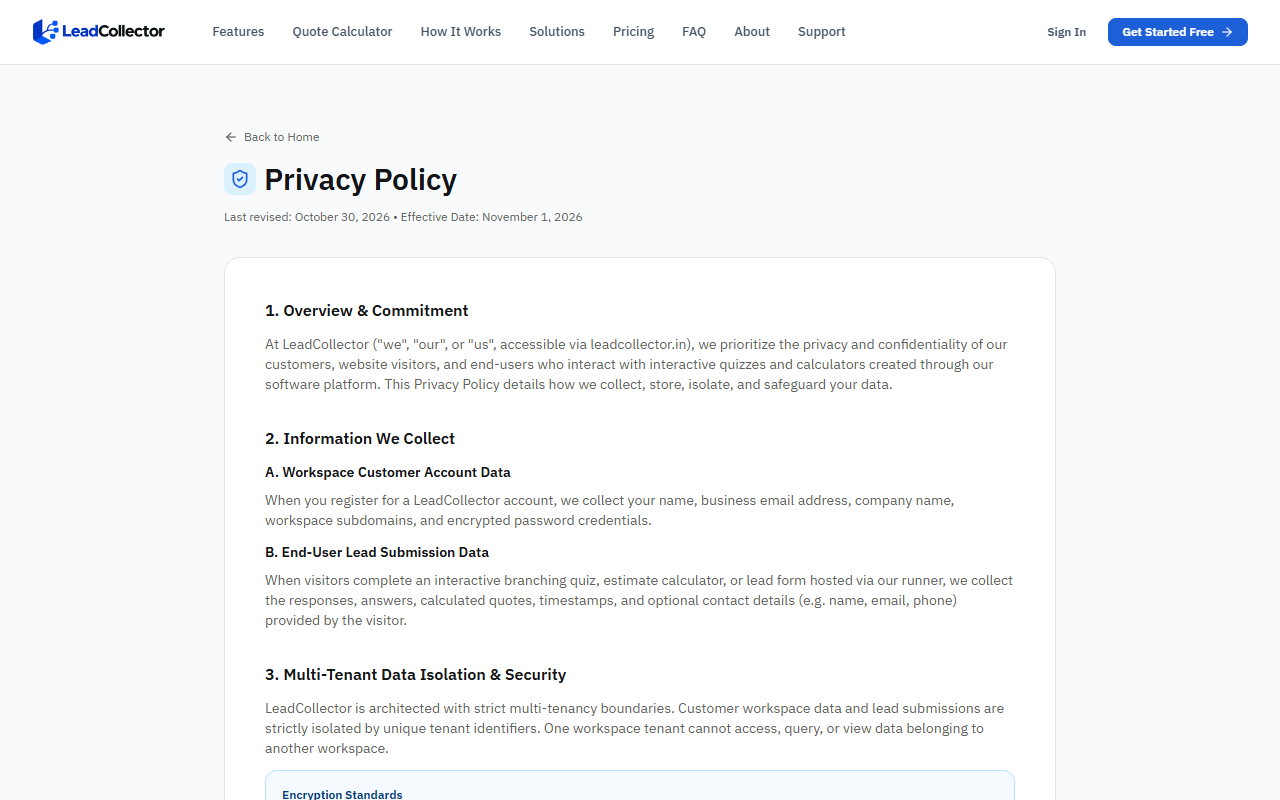 LeadCollector
Features
Quote Calculator
How It Works
Solutions
Pricing
FAQ
About
Support
Sign In
Get Started Free
Back to Home
Privacy Policy
Last revised: October 30, 2026 • Effective Date: November 1, 2026
1. Overview & Commitment
At LeadCollector ("we", "our", or "us", accessible via leadcollector.in), we prioritize the privacy and confidentiality of our
customers, website visitors, and end-users who interact with interactive quizzes and calculators created through our
software platform. This Privacy Policy details how we collect, store, isolate, and safeguard your data.
2. Information We Collect
A. Workspace Customer Account Data
When you register for a LeadCollector account, we collect your name, business email address, company name,
workspace subdomains, and encrypted password credentials.
B. End-User Lead Submission Data
When visitors complete an interactive branching quiz, estimate calculator, or lead form hosted via our runner, we collect
the responses, answers, calculated quotes, timestamps, and optional contact details (e.g. name, email, phone)
provided by the visitor.
3. Multi-Tenant Data Isolation & Security
LeadCollector is architected with strict multi-tenancy boundaries. Customer workspace data and lead submissions are
strictly isolated by unique tenant identifiers. One workspace tenant cannot access, query, or view data belonging to
another workspace.
Encryption Standards